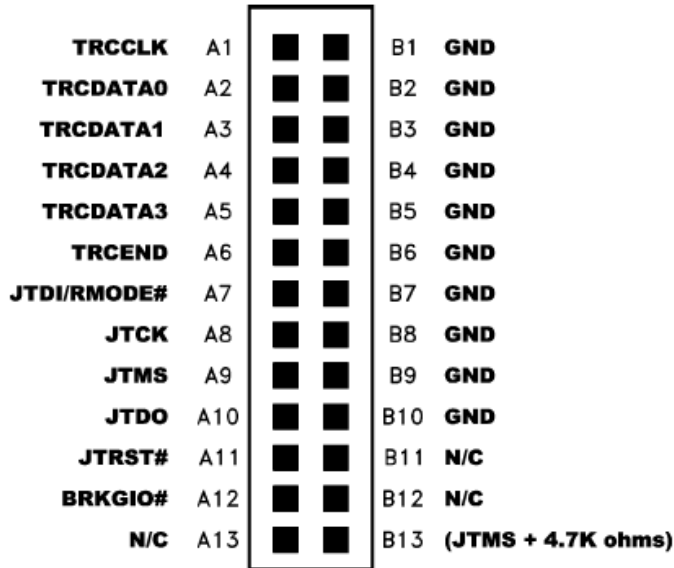 TRCCLK A1 B1 GND
TRCDATA0 A2 B2 GND
TRCDATA1 A3 B3 GND
TRCDATA2 A4 B4 GND
TRCDATA3 A5 B5 GND
TRCEND A6 B6 GND
JTDI/RMODE# A7 B7 GND
JTCK A8 B8 GND
JTMS A9 B9 GND
JTDO A10 B10 GND
JTRST# A11 B11 N/C
BRKGIO# A12 B12 N/C
N/C A13 B13 (JTMS + 4.7K ohms)